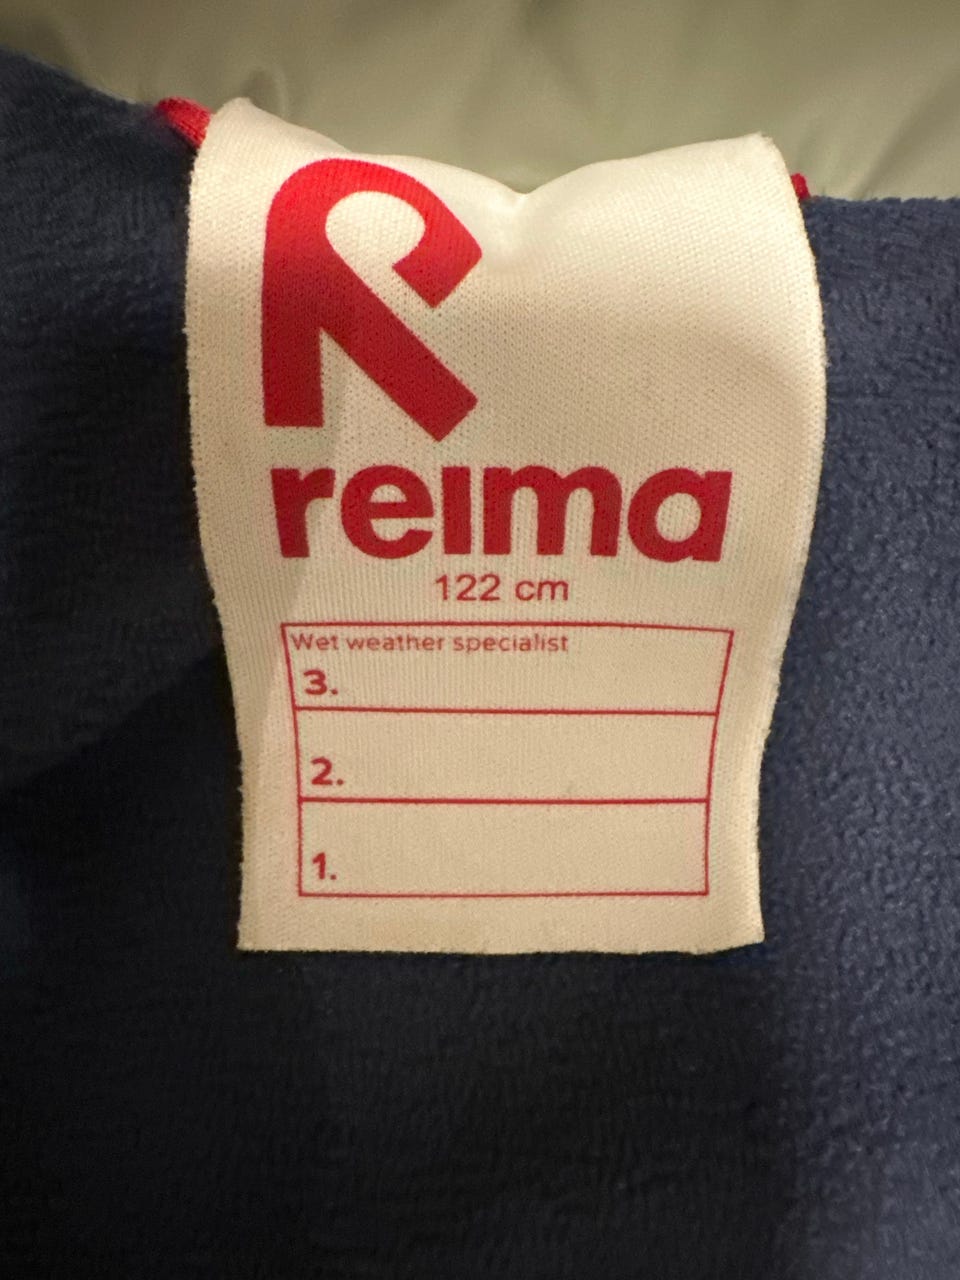 reima
122 cm
Wet weather specialist
3.
2.
1.